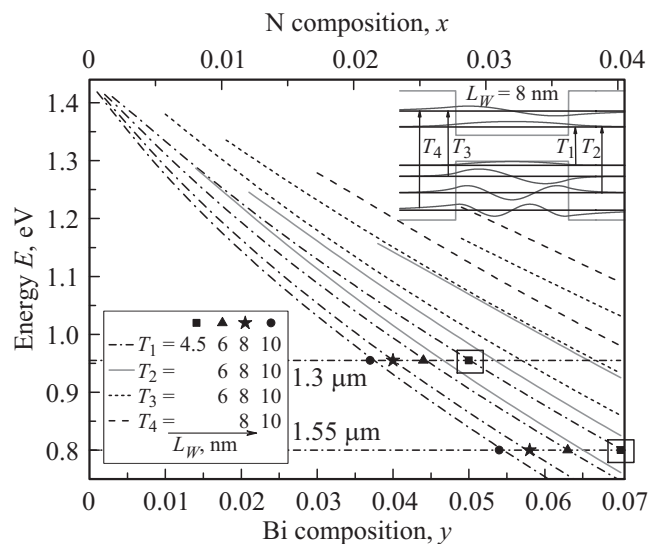 N composition, x
0 0.01 0.02 0.03 0.04
Energy E, eV
1.4
1.3
1.2
1.1
1.0
0.9
0.8
L_W = 8 nm
T_4 T_3 T_1 T_2
T_1 = 4.5 6 8 10
T_2 = 6 8 10
T_3 = 6 8 10
T_4 = 8 10
L_W, nm
1.3 μm
1.55 μm
0 0.01 0.02 0.03 0.04 0.05 0.06 0.07
Bi composition, y